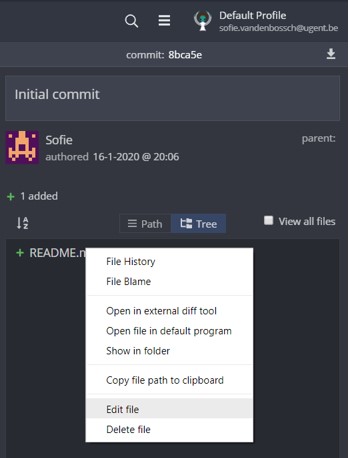 Default Profile
sofie.vandenbossch@ugent.be
commit: 8bca5e
Initial commit
Sofie
parent:
authored 16-1-2020 @ 20:06
+ 1 added
Path
Tree
View all files
+ README.m
File History
File Blame
Open in external diff tool
Open file in default program
Show in folder
Copy file path to clipboard
Edit file
Delete file